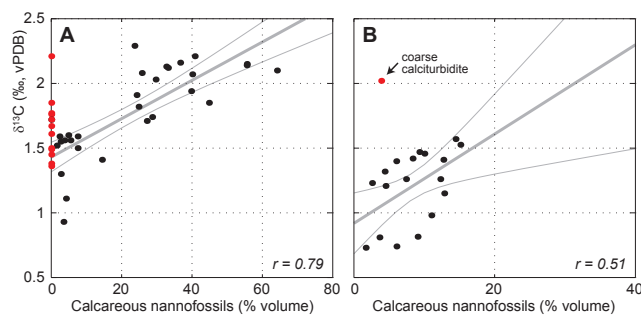 A
B
coarse
calciturbidite
δ¹³C (‰, vPDB)
2.5
2
1.5
1
0.5
r = 0.79
r = 0.51
0 20 40 60 80
0 20 40
Calcareous nannofossils (% volume)
Calcareous nannofossils (% volume)